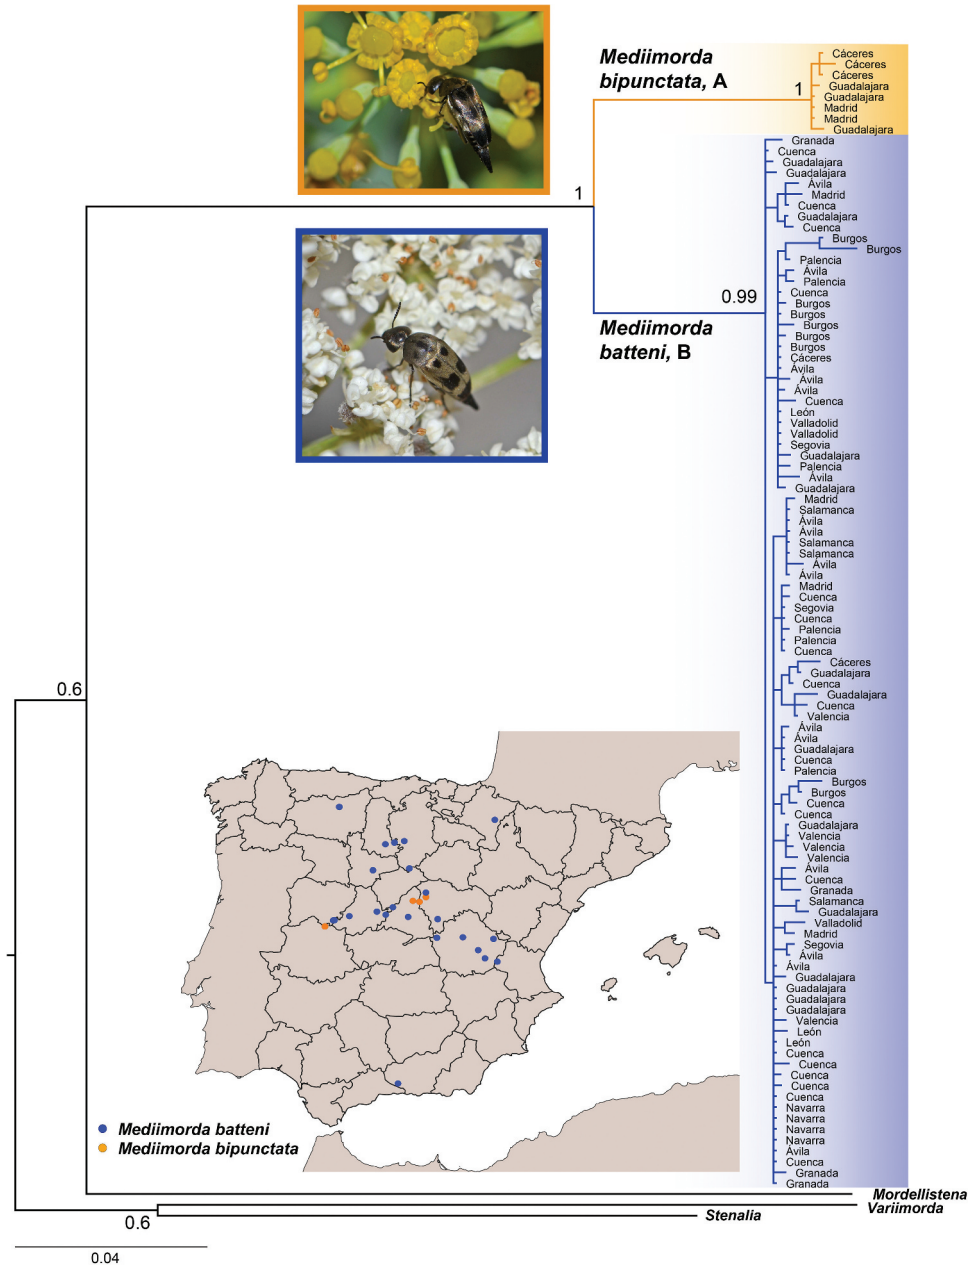 Mediimorda
bipunctata, A
1
Cáceres
Cáceres
Cáceres
Guadalajara
Guadalajara
Madrid
Madrid
Guadalajara
1
0.99
Mediimorda
batteni, B
Granada
Cuenca
Guadalajara
Guadalajara
Ávila
Madrid
Cuenca
Guadalajara
Cuenca
Burgos
Burgos
Palencia
Ávila
Palencia
Cuenca
Burgos
Burgos
Burgos
Burgos
Burgos
Cáceres
Ávila
Ávila
Ávila
Cuenca
León
Valladolid
Valladolid
Segovia
Guadalajara
Palencia
Ávila
Guadalajara
Madrid
Salamanca
Ávila
Ávila
Salamanca
Salamanca
Ávila
Ávila
Madrid
Cuenca
Segovia
Cuenca
Palencia
Palencia
Cuenca
Cáceres
Guadalajara
Cuenca
Guadalajara
Cuenca
Valencia
Ávila
Ávila
Guadalajara
Cuenca
Palencia
Burgos
Burgos
Cuenca
Cuenca
Guadalajara
Valencia
Valencia
Valencia
Ávila
Cuenca
Granada
Salamanca
Guadalajara
Valladolid
Madrid
Segovia
Ávila
Ávila
Guadalajara
Guadalajara
Guadalajara
Guadalajara
Valencia
León
León
Cuenca
Cuenca
Cuenca
Cuenca
Cuenca
Navarra
Navarra
Navarra
Navarra
Ávila
Cuenca
Granada
Granada
0.6
Mediimorda batteni
Mediimorda bipunctata
Mordellistena
Variimorda
Stenalia
0.6
0.04